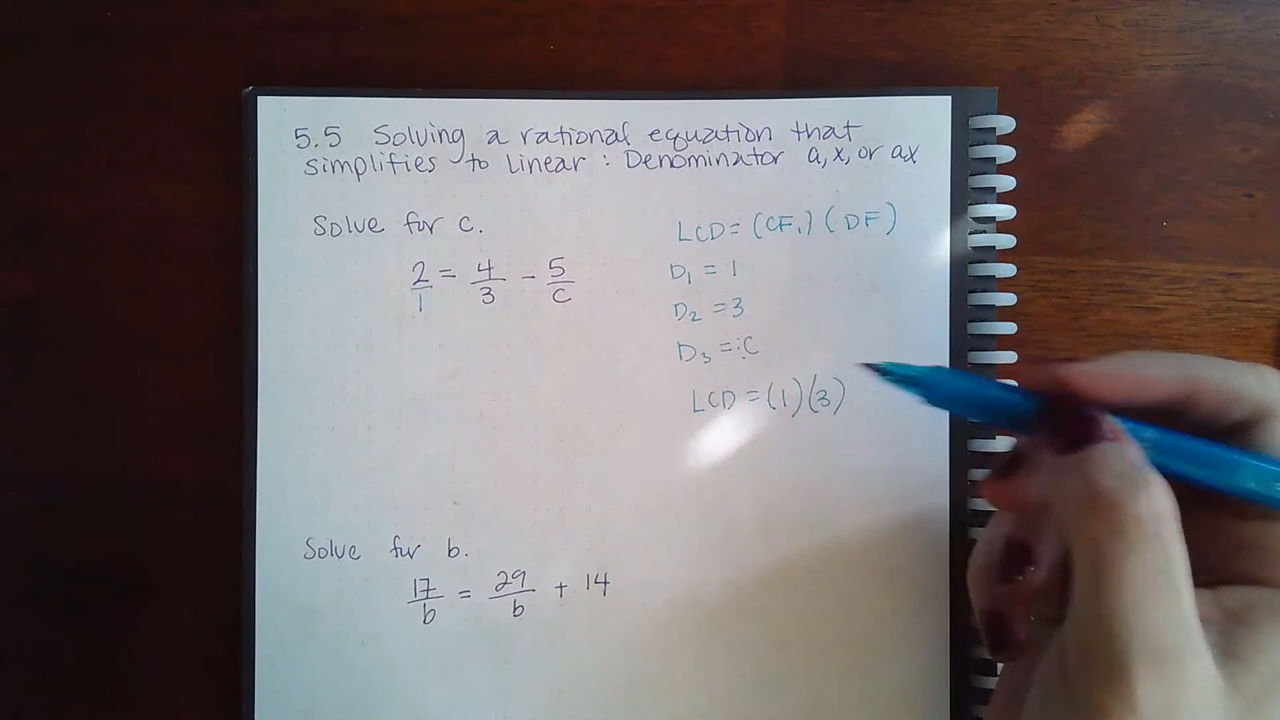 5.5 Solving a rational equation that
simplifies to Linear : Denominator a, x, or ax
Solve for c.
2/1 = 4/3 - 5/c
LCD = (CF,) (DF)
D₁ = 1
D₂ = 3
D₃ = :C
LCD = (1)(3)
Solve for b.
17/b = 29/b + 14